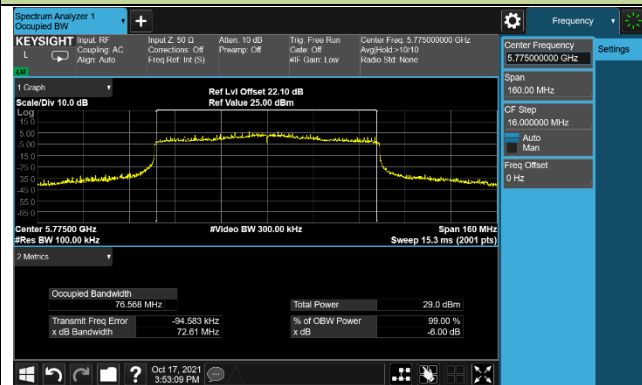 Spectrum Analyzer 1
Occupied BW
Frequency
KEYSIGHT
L
Input: RF
Coupling: AC
Align: Auto
Input Z: 50 Ω
Corrections: Off
Freq Ref: Int (S)
Atten: 10 dB
Preamp: Off
Trig: Free Run
Gate: Off
#IF Gain: Low
Center Freq: 5.775000000 GHz
Avg|Hold:>10/10
Radio Std: None
Center Frequency
5.775000000 GHz
Settings
Span
160.00 MHz
CF Step
16.000000 MHz
Auto
Man
Freq Offset
0 Hz
1 Graph
Scale/Div 10.0 dB
Ref Lvl Offset 22.10 dB
Ref Value 25.00 dBm
Log
15.0
5.00
-5.00
-15.0
-25.0
-35.0
-45.0
-55.0
-65.0
Center 5.77500 GHz
#Res BW 100.00 kHz
#Video BW 300.00 kHz
Span 160 MHz
Sweep 15.3 ms (2001 pts)
2 Metrics
Occupied Bandwidth
76.568 MHz
Total Power
29.0 dBm
Transmit Freq Error
-94.583 kHz
% of OBW Power
99.00 %
x dB Bandwidth
72.61 MHz
x dB
-6.00 dB
?
Oct 17, 2021
3:53:09 PM